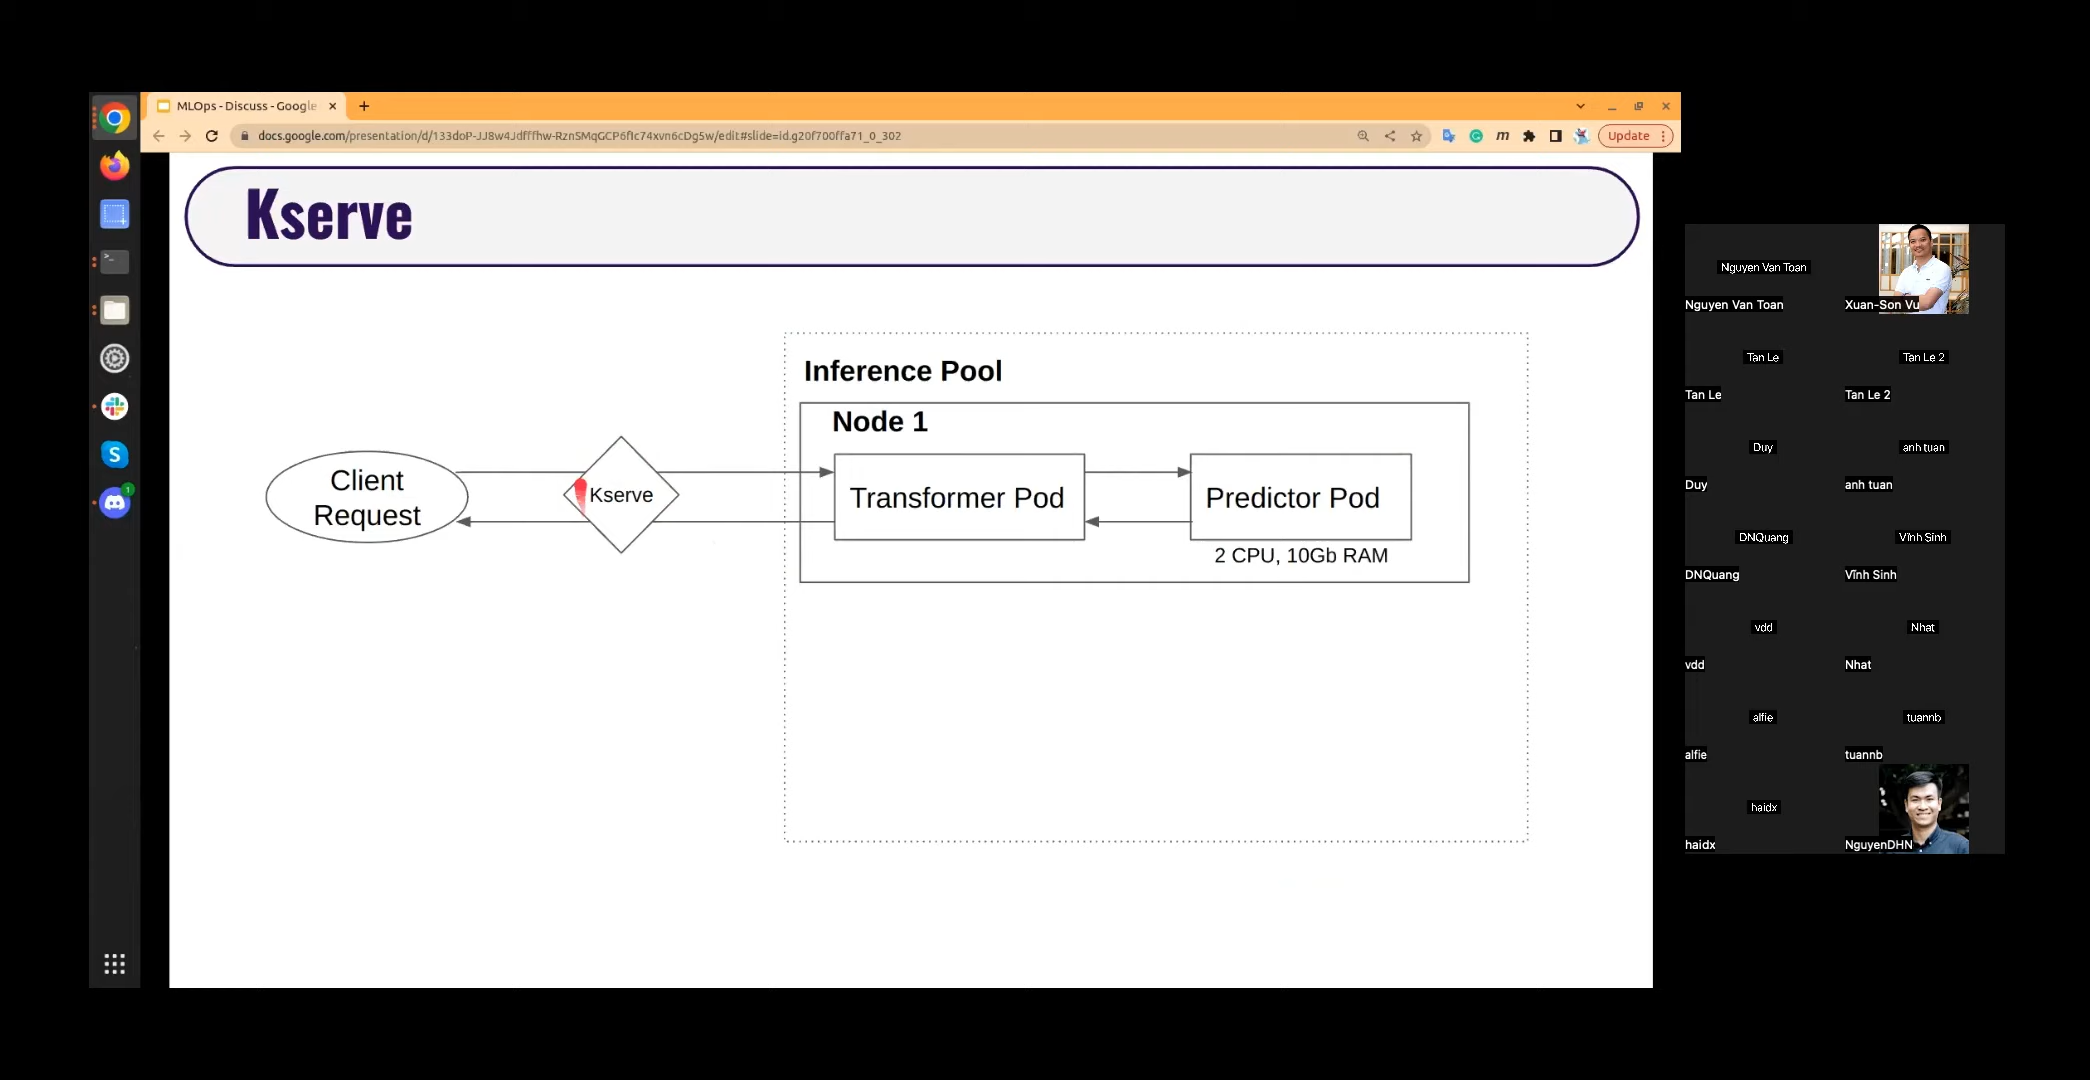 MLOps - Discuss - Google
docs.google.com/presentation/d/133doP-JJ8w4Jdfffhw-RznSMqGCP6fIc74xvn6cDg5w/edit#slide=id.g20f700ffa71_0_302
m
Update
Kserve
Inference Pool
Node 1
Client
Request
Kserve
Transformer Pod
Predictor Pod
2 CPU, 10Gb RAM
S
1
Nguyen Van Toan
Nguyen Van Toan
Xuan-Son Vu
Tan Le
Tan Le 2
Tan Le
Tan Le 2
Duy
anh tuan
Duy
anh tuan
DNQuang
Vĩnh Sinh
DNQuang
Vĩnh Sinh
vdd
Nhat
vdd
Nhat
alfie
tuannb
alfie
tuannb
haidx
haidx
NguyenDHN